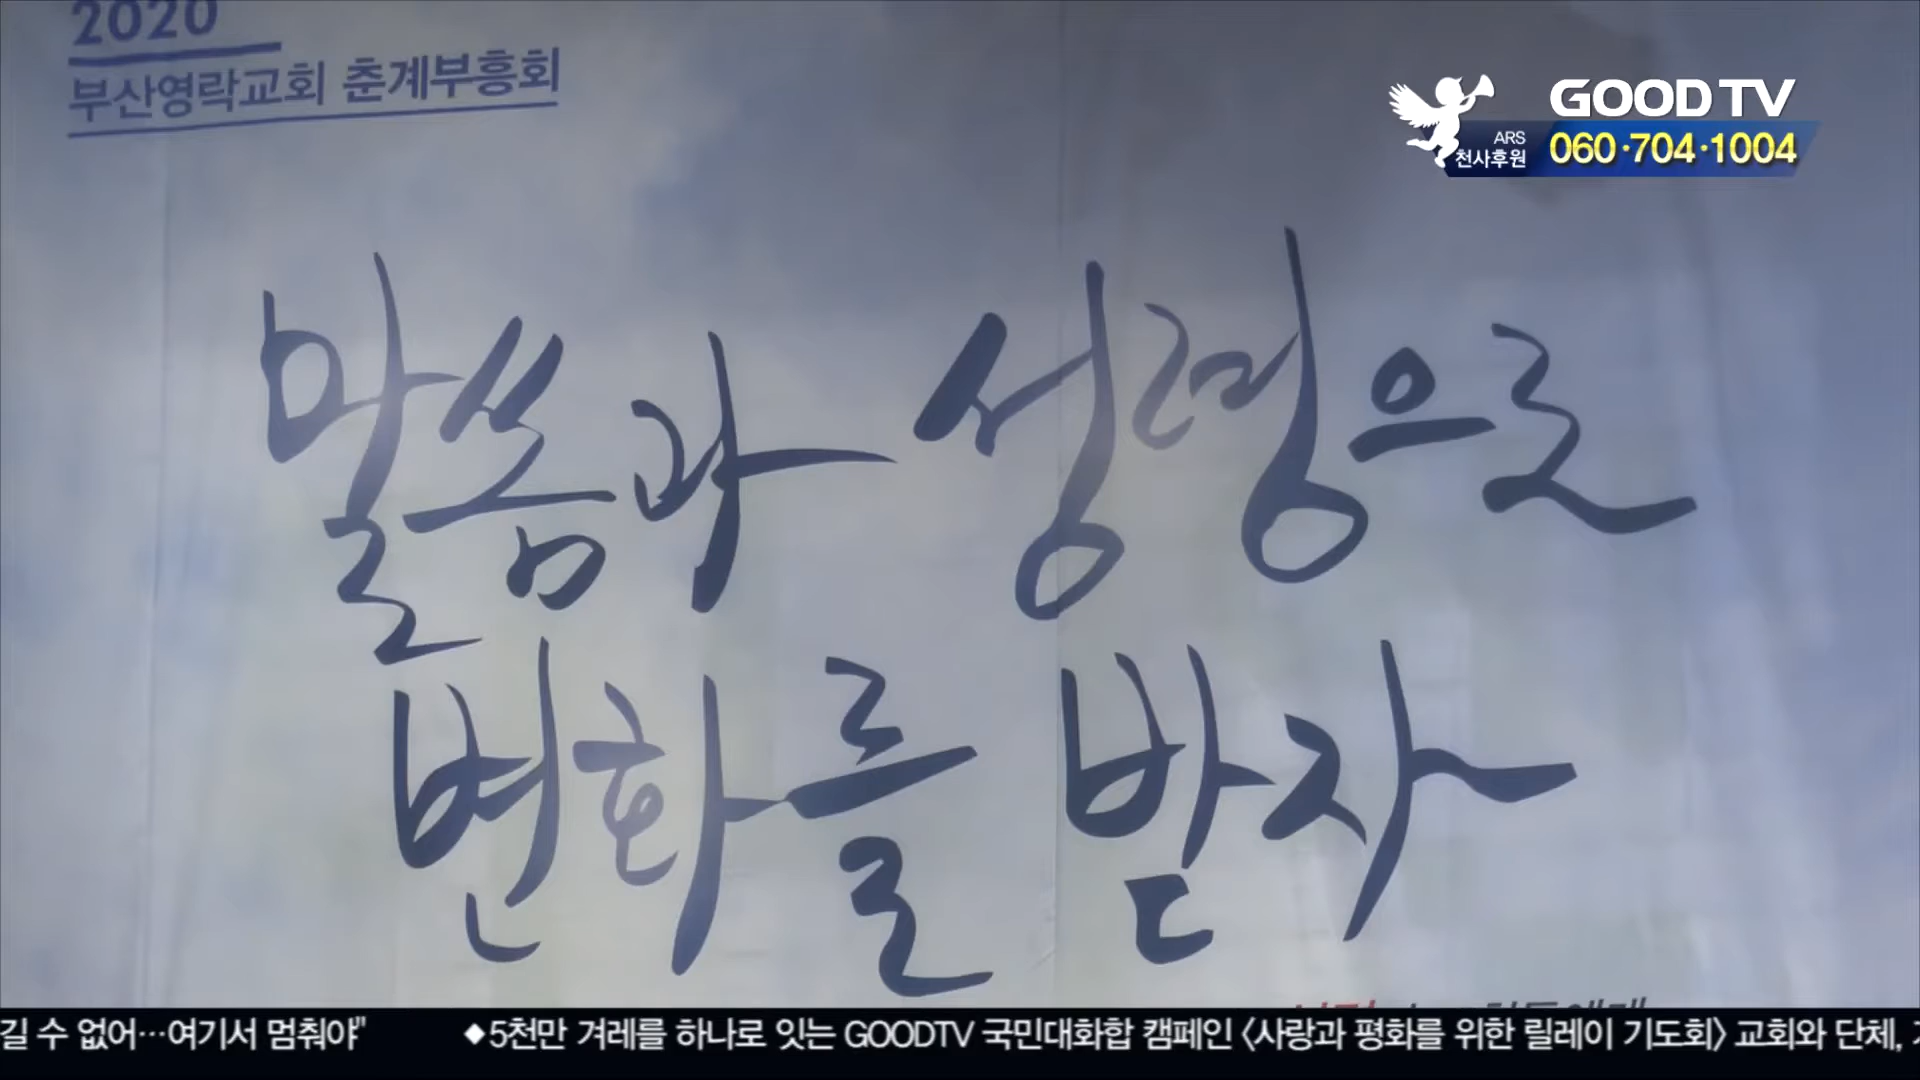 2020
부산영락교회 춘계부흥회
GOODTV
ARS
천사후원
060·704·1004
말씀과 성령으로
변화를 받자
길 수 없어…여기서 멈춰야" ◆5천만 겨레를 하나로 잇는 GOODTV 국민대화합 캠페인 〈사랑과 평화를 위한 릴레이 기도회〉 교회와 단체,